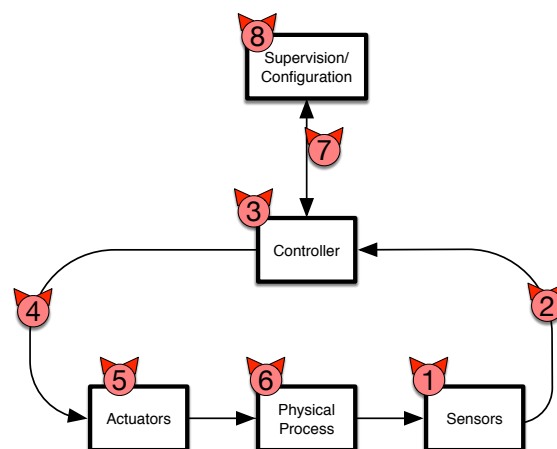 8
Supervision/
Configuration
7
3
Controller
4
2
5
Actuators
6
Physical
Process
1
Sensors